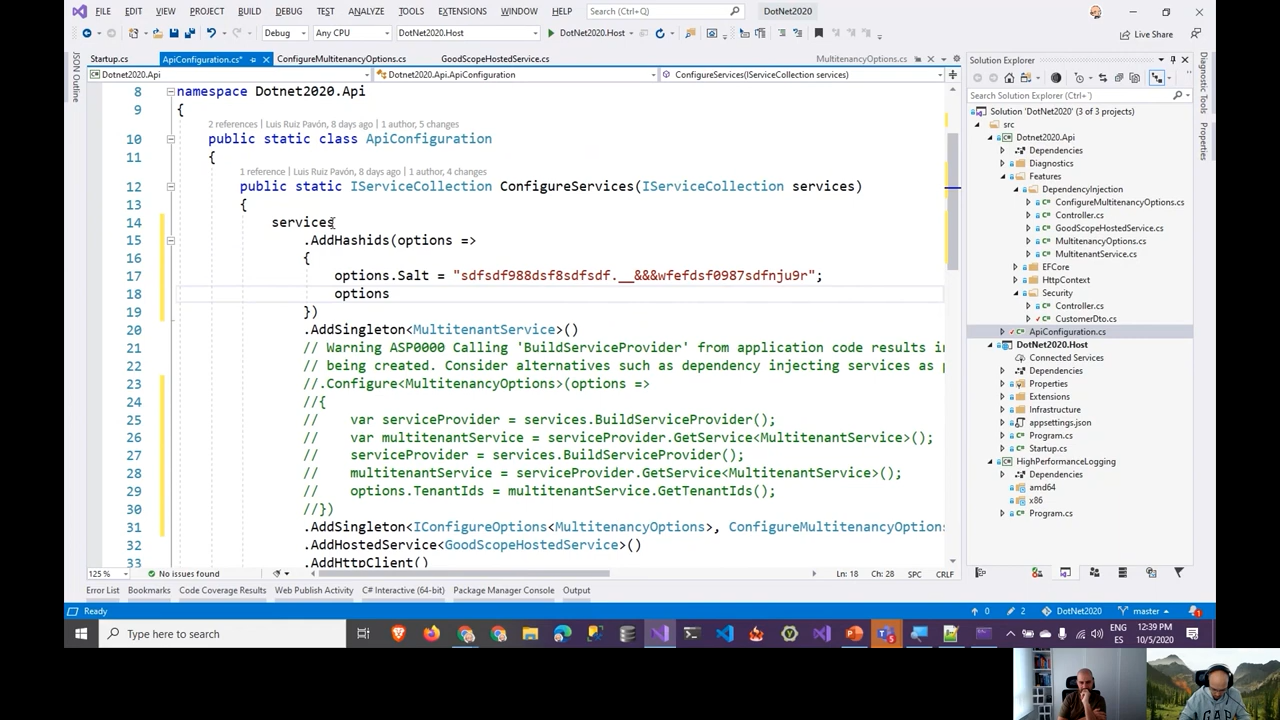 FILE EDIT VIEW PROJECT BUILD DEBUG TEST ANALYZE TOOLS EXTENSIONS WINDOW HELP Search (Ctrl+Q) DotNet2020
Debug Any CPU DotNet2020.Host DotNet2020.Host Live Share
Startup.cs ApiConfiguration.cs* ConfigureMultitenancyOptions.cs GoodScopeHostedService.cs MultitenancyOptions.cs
Dotnet2020.Api Dotnet2020.Api.ApiConfiguration ConfigureServices(IServiceCollection services)
JSON Outline
8 namespace Dotnet2020.Api
9 {
2 references | Luis Ruiz Pavón, 8 days ago | 1 author, 5 changes
10 public static class ApiConfiguration
11 {
1 reference | Luis Ruiz Pavón, 8 days ago | 1 author, 4 changes
12 public static IServiceCollection ConfigureServices(IServiceCollection services)
13 {
14 services
15 .AddHashids(options =>
16 {
17 options.Salt = "sdfsdf988dsf8sdfsdf.__&&&wfefdsf0987sdfnju9r";
18 options
19 })
20 .AddSingleton<MultitenantService>()
21 // Warning ASP0000 Calling 'BuildServiceProvider' from application code results in
22 // being created. Consider alternatives such as dependency injecting services as p
23 //.Configure<MultitenancyOptions>(options =>
24 //{
25 // var serviceProvider = services.BuildServiceProvider();
26 // var multitenantService = serviceProvider.GetService<MultitenantService>();
27 // serviceProvider = services.BuildServiceProvider();
28 // multitenantService = serviceProvider.GetService<MultitenantService>();
29 // options.TenantIds = multitenantService.GetTenantIds();
30 //})
31 .AddSingleton<IConfigureOptions<MultitenancyOptions>, ConfigureMultitenancyOptions
32 .AddHostedService<GoodScopeHostedService>()
33 .AddHttpClient()
125 % No issues found Ln: 18 Ch: 28 SPC CRLF
Error List Bookmarks Code Coverage Results Web Publish Activity C# Interactive (64-bit) Package Manager Console Output
Solution Explorer
Search Solution Explorer (Ctrl+´)
Solution 'DotNet2020' (3 of 3 projects)
src
DotNet2020.Api
Dependencies
Diagnostics
Features
DependencyInjection
ConfigureMultitenancyOptions.cs
Controller.cs
GoodScopeHostedService.cs
MultitenancyOptions.cs
MultitenantService.cs
EFCore
HttpContext
Security
Controller.cs
CustomerDto.cs
ApiConfiguration.cs
DotNet2020.Host
Connected Services
Dependencies
Properties
Extensions
Infrastructure
appsettings.json
Program.cs
Startup.cs
HighPerformanceLogging
Dependencies
amd64
x86
Program.cs
Diagnostic Tools
Properties
Ready 0 2 DotNet2020 master 1
Type here to search
ENG
ES
12:39 PM
10/5/2020